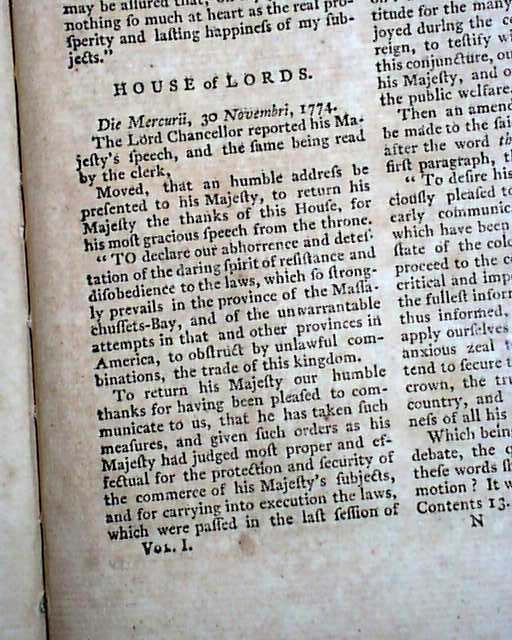 may be assured that,
nothing ſo much at heart as the real pro-
ſperity and laſting happineſs of my ſub-
jects."
HOUSE of LORDS.
Die Mercurii, 30 Novembri, 1774.
The Lord Chancellor reported his Ma-
jeſty's ſpeech, and the ſame being read
by the clerk,
Moved, that an humble addreſs be
preſented to his Majeſty, to return his
Majeſty the thanks of this Houſe, for
his moſt gracious ſpeech from the throne.
" TO declare our abhorrence and deteſ-
tation of the daring ſpirit of reſiſtance and
diſobedience to the laws, which ſo ſtrong-
ly prevails in the province of the Maſſa-
chuſſets-Bay, and of the unwarrantable
attempts in that and other provinces in
America, to obſtruct by unlawful com-
binations, the trade of this kingdom.
To return his Majeſty our humble
thanks for having been pleaſed to com-
municate to us, that he has taken ſuch
meaſures, and given ſuch orders as his
Majeſty had judged moſt proper and ef-
fectual for the protection and ſecurity of
the commerce of his Majeſty's ſubjects,
and for carrying into execution the laws,
which were paſſed in the laſt ſeſſion of
VOL. I.
titude for the many
joyed during the
reign, to teſtify
this conjuncture,
his Majeſty, and
the public welfare.
Then an amend
be made to the ſai
after the word th
firſt paragraph,
" To deſire his
ciouſly pleaſed to
early communic
which have been
ſtate of the colo
proceed to the
critical and imp
the fulleſt inform
thus informed,
apply ourſelves
anxious zeal
tend to ſecure
crown, the tru
country, and
neſs of all his
Which being
debate, the
theſe words
motion? It
Contents 13.
N